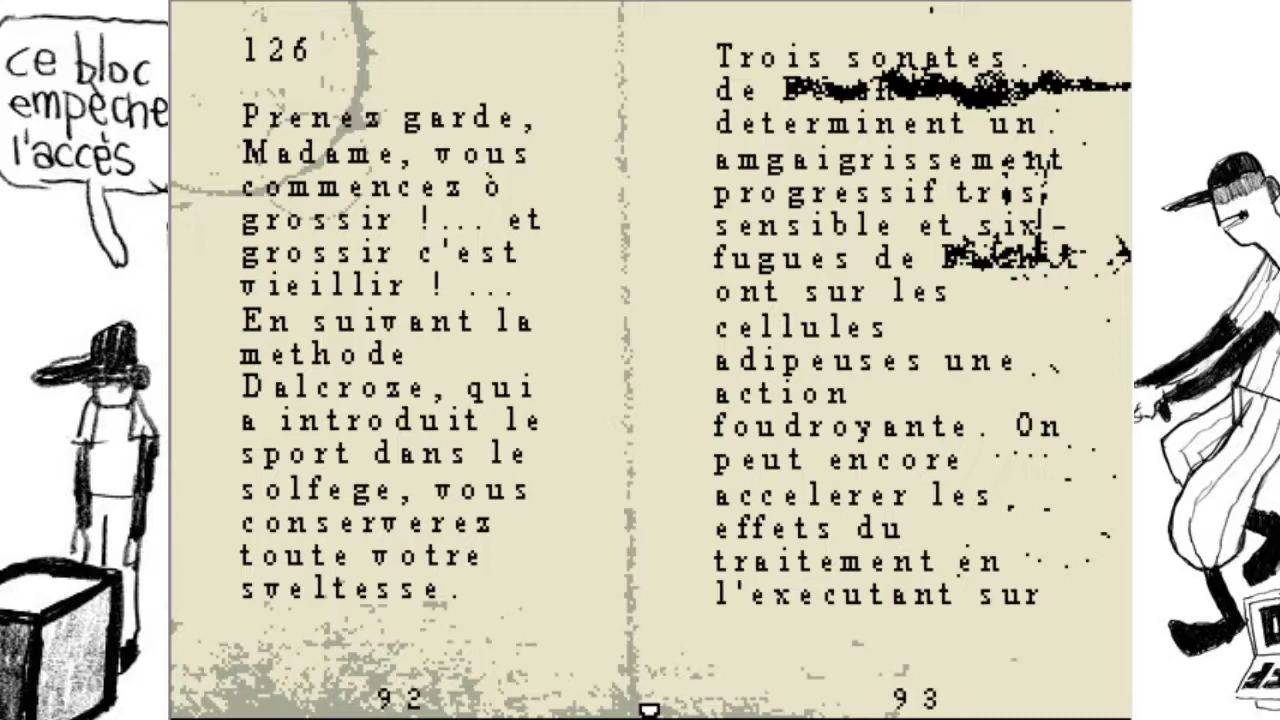 ce bloc
empêche
l'accès
126
Prenez garde,
Madame, vous
commencez ò
grossir !... et
grossir c'est
vieillir ! ...
En suivant la
methode
Dalcroze, qui
a introduit le
sport dans le
solfege, vous
conserverez
toute votre
sveltesse.
92
Trois sonates
de
determinent un
amgaigrissement
progressif tres
sensible et six
fugues de
ont sur les
cellules
adipeuses une
action
foudroyante. On
peut encore
accelerer les
effets du
traitement en
l'executant sur
93